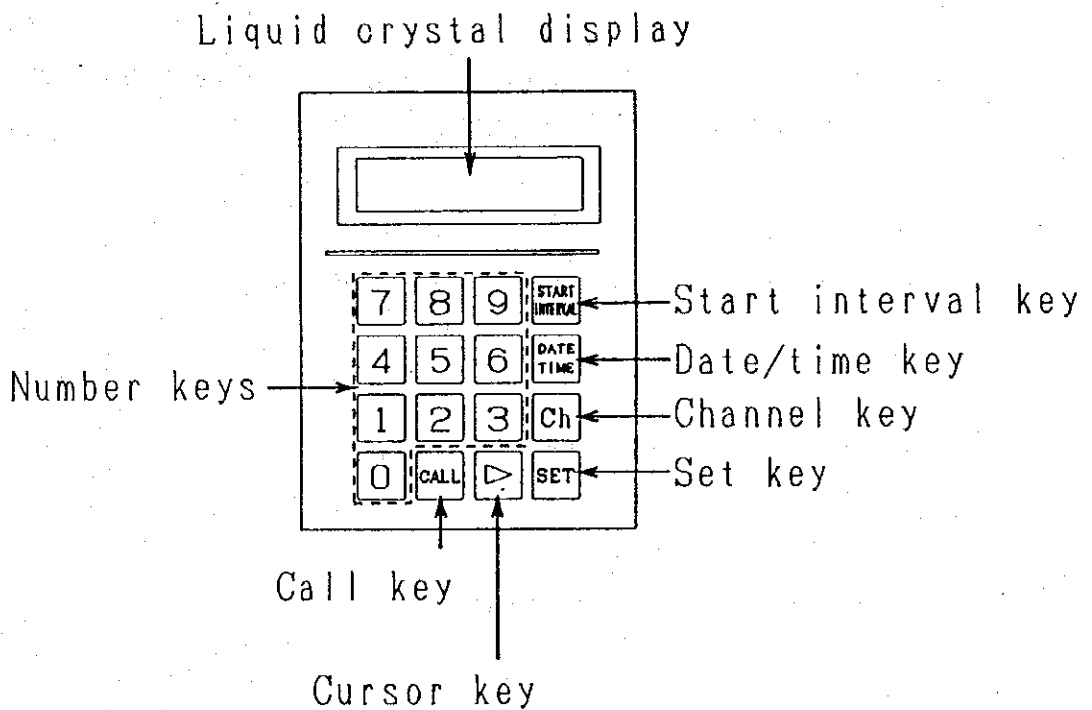 Liquid crystal display
7 8 9 START INTERVAL
Start interval key
4 5 6 DATE TIME
Date/time key
Number keys
1 2 3 Ch
Channel key
0 CALL ▷ SET
Set key
Call key
Cursor key